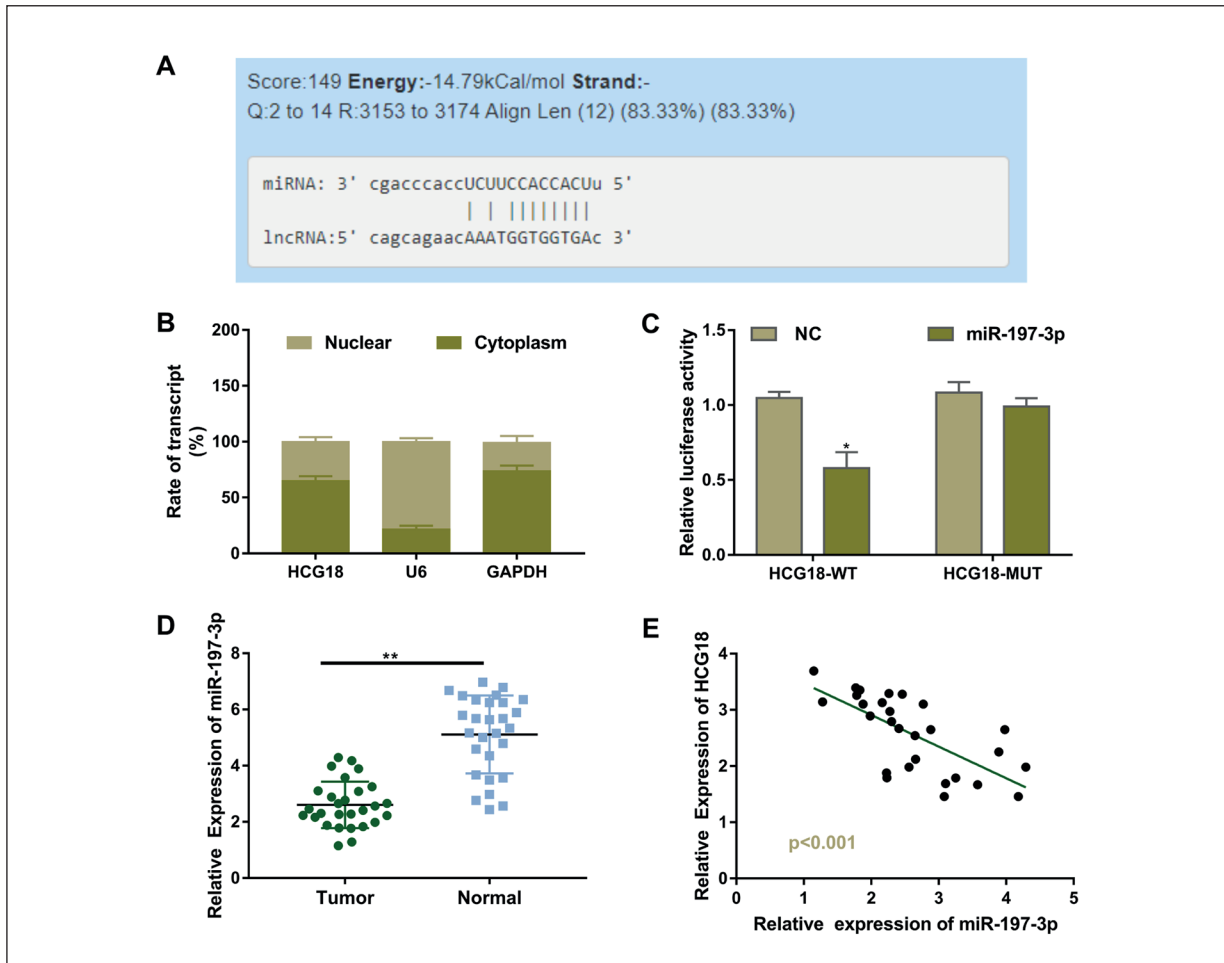 A
Score:149 Energy:-14.79kCal/mol Strand:-
Q:2 to 14 R:3153 to 3174 Align Len (12) (83.33%) (83.33%)
miRNA: 3' cgacccaccUCUUCCACCACUu 5'
| | ||||||||
lncRNA:5' cagcagaacAAATGGTGGTGAc 3'
B
Rate of transcript
(%)
200
150
100
50
0
Nuclear
Cytoplasm
HCG18
U6
GAPDH
C
Relative luciferase activity
1.5
1.0
0.5
0.0
NC
miR-197-3p
*
HCG18-WT
HCG18-MUT
D
Relative Expression of miR-197-3p
8
6
4
2
0
**
Tumor
Normal
E
Relative Expression of HCG18
4
3
2
1
0
p<0.001
0
1
2
3
4
5
Relative expression of miR-197-3p